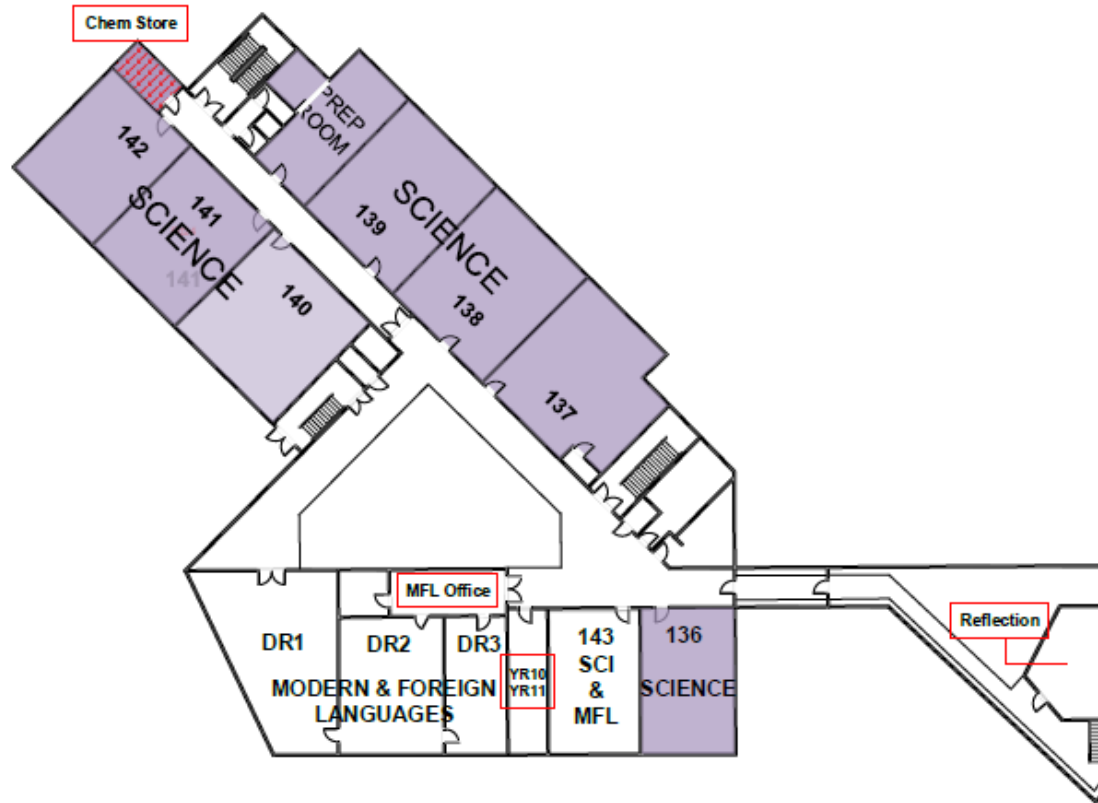 Chem Store
PREP
ROOM
142
SCIENCE
141
141
140
SCIENCE
139
138
137
MFL Office
Reflection
DR1
DR2
DR3
YR10
YR11
143
SCI
&
MFL
136
SCIENCE
MODERN & FOREIGN
LANGUAGES